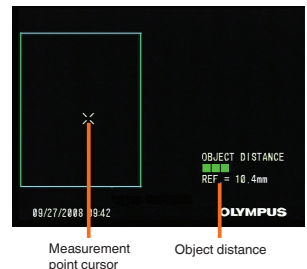 OBJECT DISTANCE
REF = 10.4mm
09/27/2008 09:42
OLYMPUS
Measurement
point cursor
Object distance